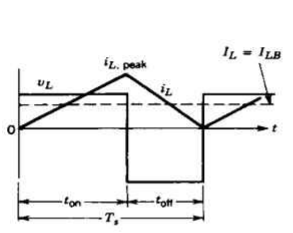 i_L, peak
I_L = I_LB
v_L
i_L
0
t
t_on
t_off
T_s